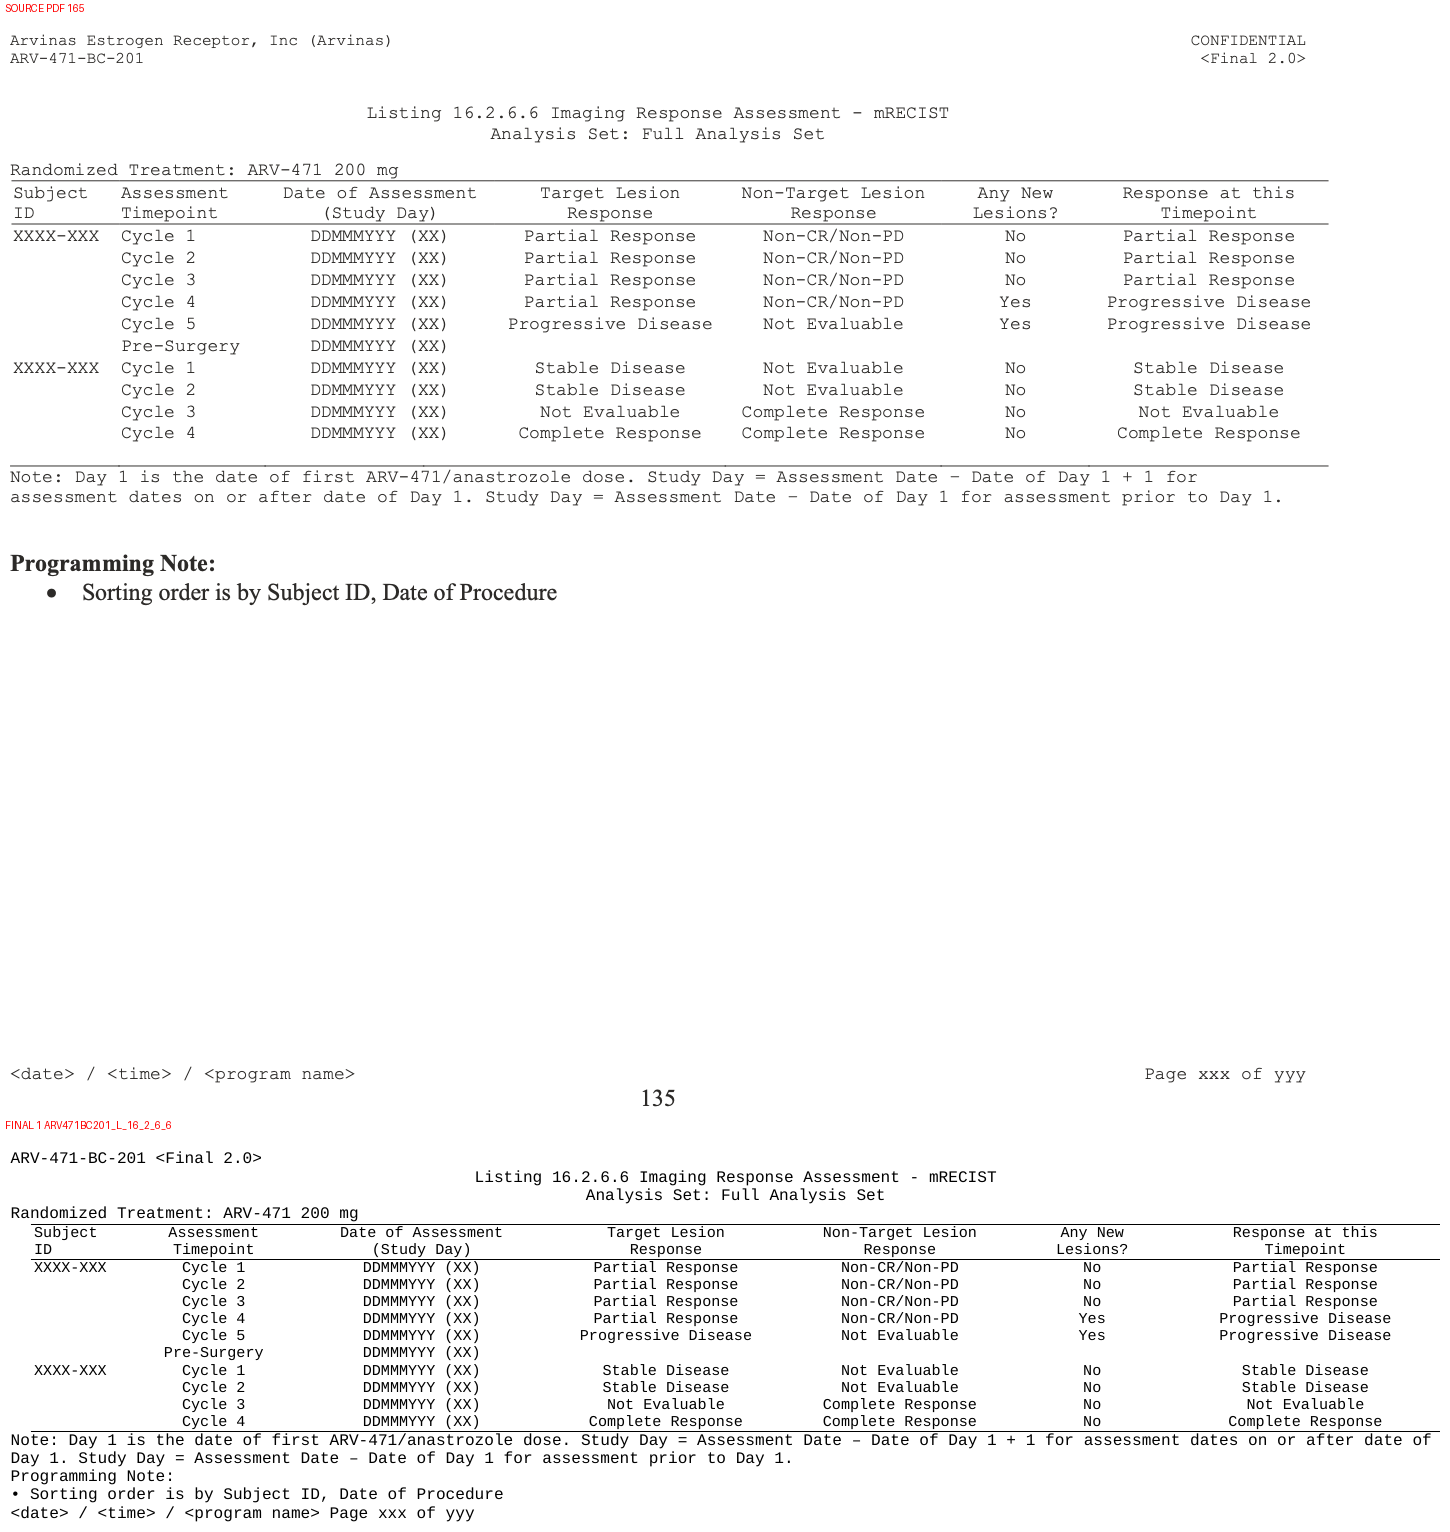 SOURCE PDF 165
Arvinas Estrogen Receptor, Inc (Arvinas) CONFIDENTIAL
ARV-471-BC-201 <Final 2.0>
Listing 16.2.6.6 Imaging Response Assessment - mRECIST
Analysis Set: Full Analysis Set
Randomized Treatment: ARV-471 200 mg
Subject Assessment Date of Assessment Target Lesion Non-Target Lesion Any New Response at this
ID Timepoint (Study Day) Response Response Lesions? Timepoint
XXXX-XXX Cycle 1 DDMMMYYY (XX) Partial Response Non-CR/Non-PD No Partial Response
Cycle 2 DDMMMYYY (XX) Partial Response Non-CR/Non-PD No Partial Response
Cycle 3 DDMMMYYY (XX) Partial Response Non-CR/Non-PD No Partial Response
Cycle 4 DDMMMYYY (XX) Partial Response Non-CR/Non-PD Yes Progressive Disease
Cycle 5 DDMMMYYY (XX) Progressive Disease Not Evaluable Yes Progressive Disease
Pre-Surgery DDMMMYYY (XX)
XXXX-XXX Cycle 1 DDMMMYYY (XX) Stable Disease Not Evaluable No Stable Disease
Cycle 2 DDMMMYYY (XX) Stable Disease Not Evaluable No Stable Disease
Cycle 3 DDMMMYYY (XX) Not Evaluable Complete Response No Not Evaluable
Cycle 4 DDMMMYYY (XX) Complete Response Complete Response No Complete Response
Note: Day 1 is the date of first ARV-471/anastrozole dose. Study Day = Assessment Date – Date of Day 1 + 1 for
assessment dates on or after date of Day 1. Study Day = Assessment Date – Date of Day 1 for assessment prior to Day 1.
Programming Note:
• Sorting order is by Subject ID, Date of Procedure
<date> / <time> / <program name> Page xxx of yyy
135
FINAL 1 ARV471BC201_L_16_2_6_6
ARV-471-BC-201 <Final 2.0>
Listing 16.2.6.6 Imaging Response Assessment - mRECIST
Analysis Set: Full Analysis Set
Randomized Treatment: ARV-471 200 mg
Subject Assessment Date of Assessment Target Lesion Non-Target Lesion Any New Response at this
ID Timepoint (Study Day) Response Response Lesions? Timepoint
XXXX-XXX Cycle 1 DDMMMYYY (XX) Partial Response Non-CR/Non-PD No Partial Response
Cycle 2 DDMMMYYY (XX) Partial Response Non-CR/Non-PD No Partial Response
Cycle 3 DDMMMYYY (XX) Partial Response Non-CR/Non-PD No Partial Response
Cycle 4 DDMMMYYY (XX) Partial Response Non-CR/Non-PD Yes Progressive Disease
Cycle 5 DDMMMYYY (XX) Progressive Disease Not Evaluable Yes Progressive Disease
Pre-Surgery DDMMMYYY (XX)
XXXX-XXX Cycle 1 DDMMMYYY (XX) Stable Disease Not Evaluable No Stable Disease
Cycle 2 DDMMMYYY (XX) Stable Disease Not Evaluable No Stable Disease
Cycle 3 DDMMMYYY (XX) Not Evaluable Complete Response No Not Evaluable
Cycle 4 DDMMMYYY (XX) Complete Response Complete Response No Complete Response
Note: Day 1 is the date of first ARV-471/anastrozole dose. Study Day = Assessment Date – Date of Day 1 + 1 for assessment dates on or after date of
Day 1. Study Day = Assessment Date – Date of Day 1 for assessment prior to Day 1.
Programming Note:
• Sorting order is by Subject ID, Date of Procedure
<date> / <time> / <program name> Page xxx of yyy